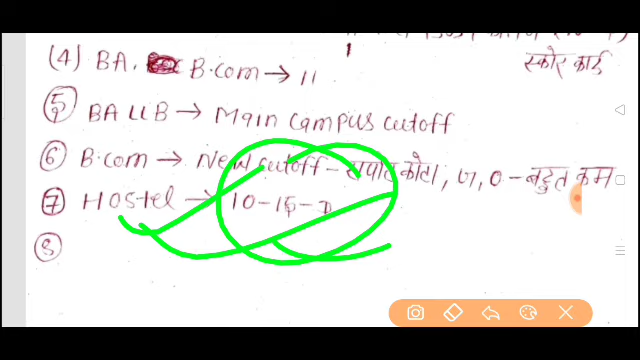 स्कोर कार्ड
(4) BA, B.com → 11
(5) BA LLB → Main Campus cutoff
(6) B.com → New cutoff - सपोर्ट कोटा, ज, 0 - बहुत कम
(7) Hostel → 10-15-
(8)